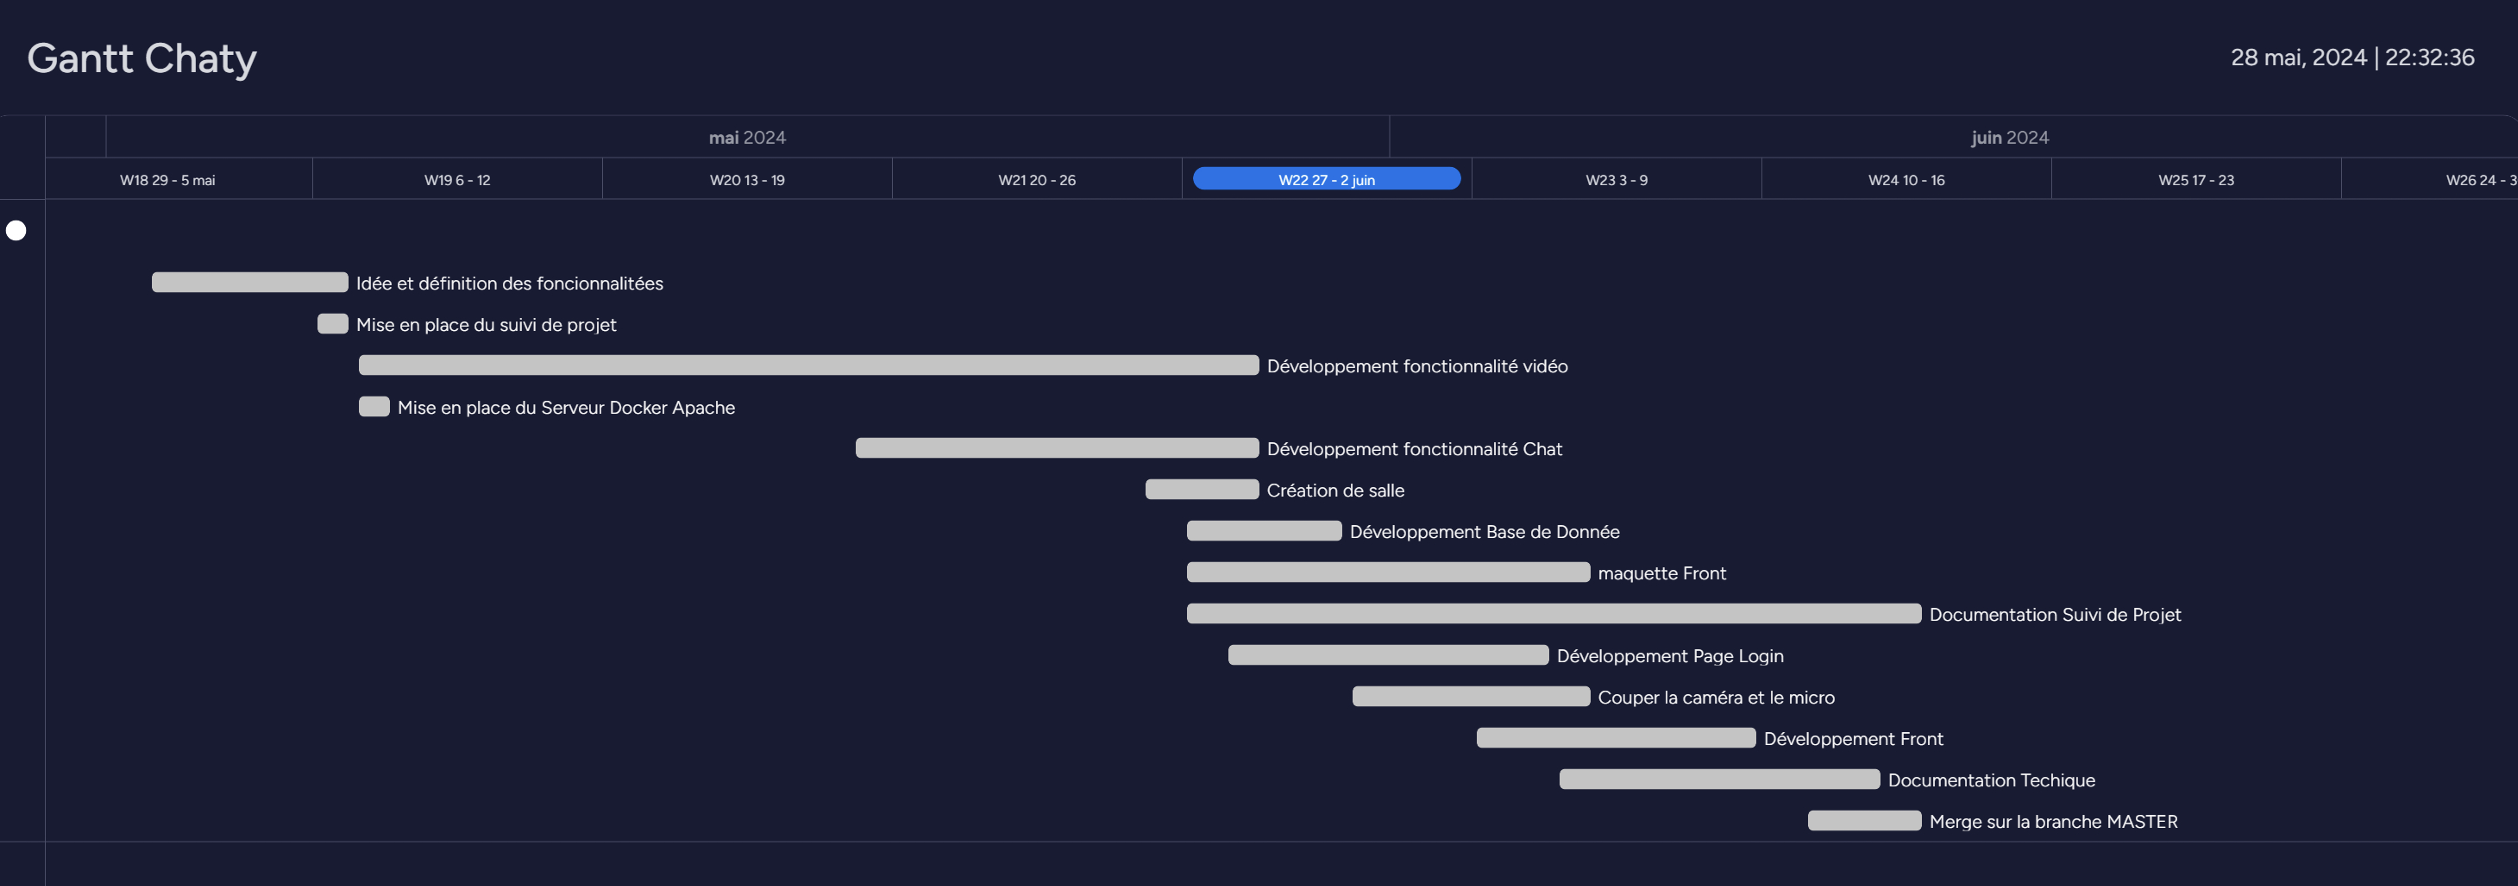 Gantt Chaty
28 mai, 2024 | 22:32:36
mai 2024
juin 2024
W18 29 - 5 mai
W19 6 - 12
W20 13 - 19
W21 20 - 26
W22 27 - 2 juin
W23 3 - 9
W24 10 - 16
W25 17 - 23
W26 24 - 3
Idée et définition des foncionnalitées
Mise en place du suivi de projet
Développement fonctionnalité vidéo
Mise en place du Serveur Docker Apache
Développement fonctionnalité Chat
Création de salle
Développement Base de Donnée
maquette Front
Documentation Suivi de Projet
Développement Page Login
Couper la caméra et le micro
Développement Front
Documentation Techique
Merge sur la branche MASTER